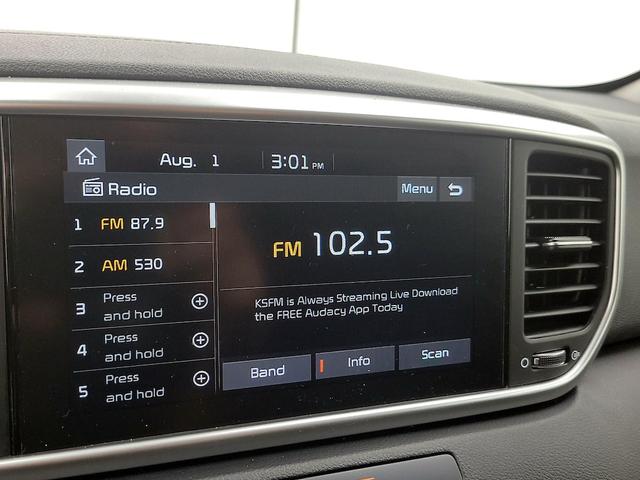 Aug. 1 3:01 PM
Radio Menu
1 FM 87.9
2 AM 530
3 Press
and hold
4 Press
and hold
5 Press
and hold
FM 102.5
KSFM is Always Streaming Live Download
the FREE Audacy App Today
Band Info Scan